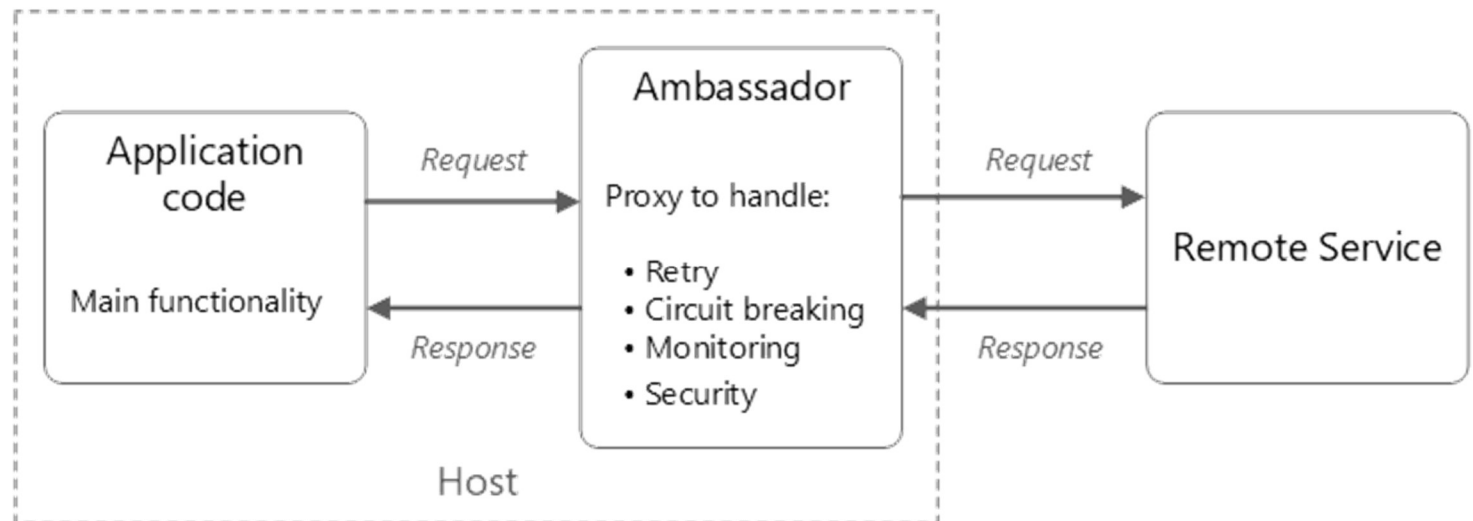 Application
code
Main functionality
Request
Response
Ambassador
Proxy to handle:
• Retry
• Circuit breaking
• Monitoring
• Security
Host
Request
Response
Remote Service